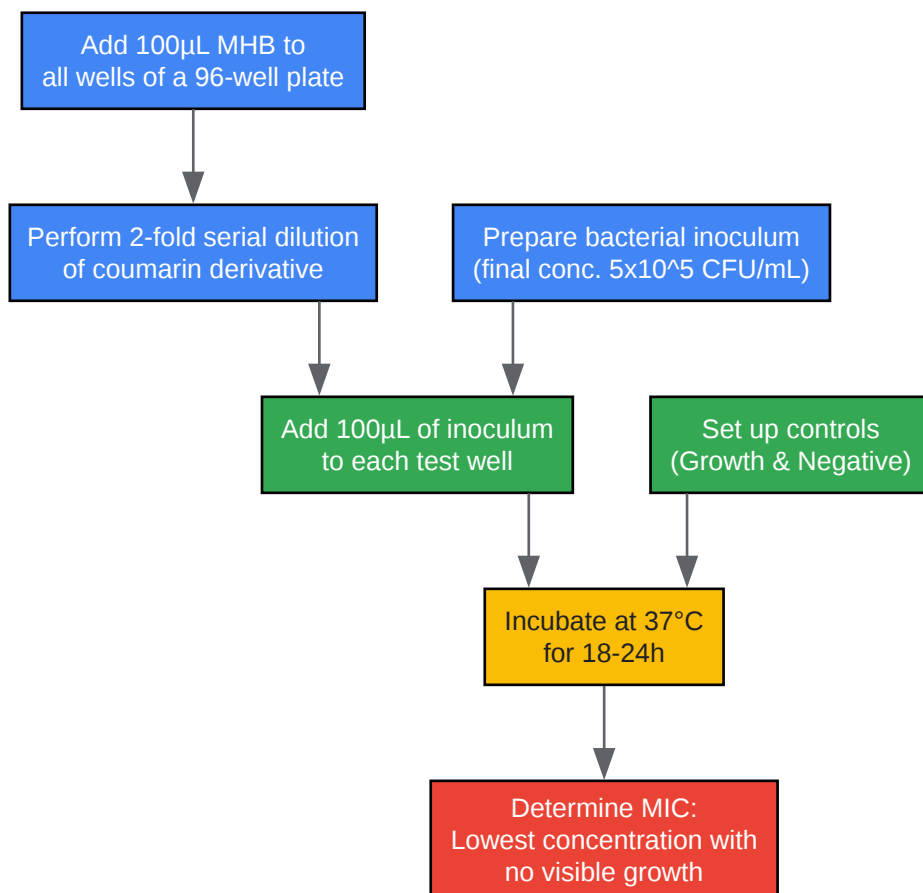 Add 100µL MHB to
all wells of a 96-well plate
Perform 2-fold serial dilution
of coumarin derivative
Prepare bacterial inoculum
(final conc. 5x10^5 CFU/mL)
Add 100µL of inoculum
to each test well
Set up controls
(Growth & Negative)
Incubate at 37°C
for 18-24h
Determine MIC:
Lowest concentration with
no visible growth